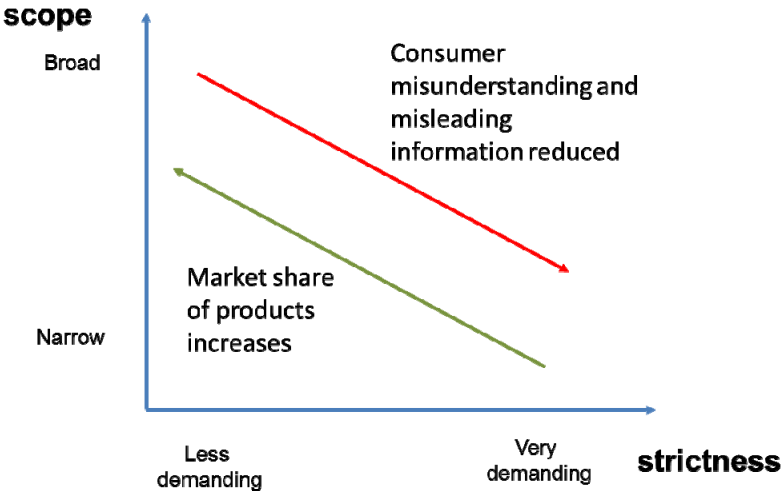 scope
Broad
Consumer
misunderstanding and
misleading
information reduced
Market share
of products
increases
Narrow
Less
demanding
Very
demanding
strictness